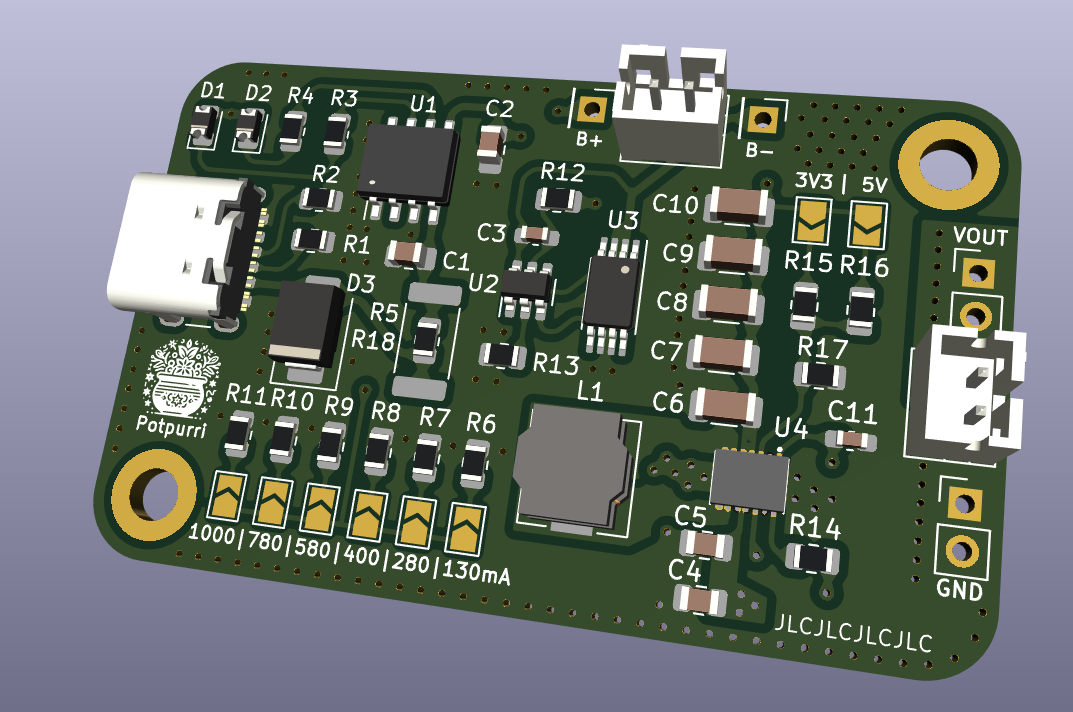 D1 D2 R4 R3 U1 C2
B+ B-
R2 R12
3V3 | 5V
C10
R1 C1 C3 U3
VOUT
C9 R15 R16
D3 U2
C8
R5
R18
R13 C7 R17
L1
C6 C11
U4
Potpurri
R11 R10 R9 R8 R7 R6
1000|780|580|400|280|130mA
C5 R14
C4
GND
JLCJLCJLCJLC